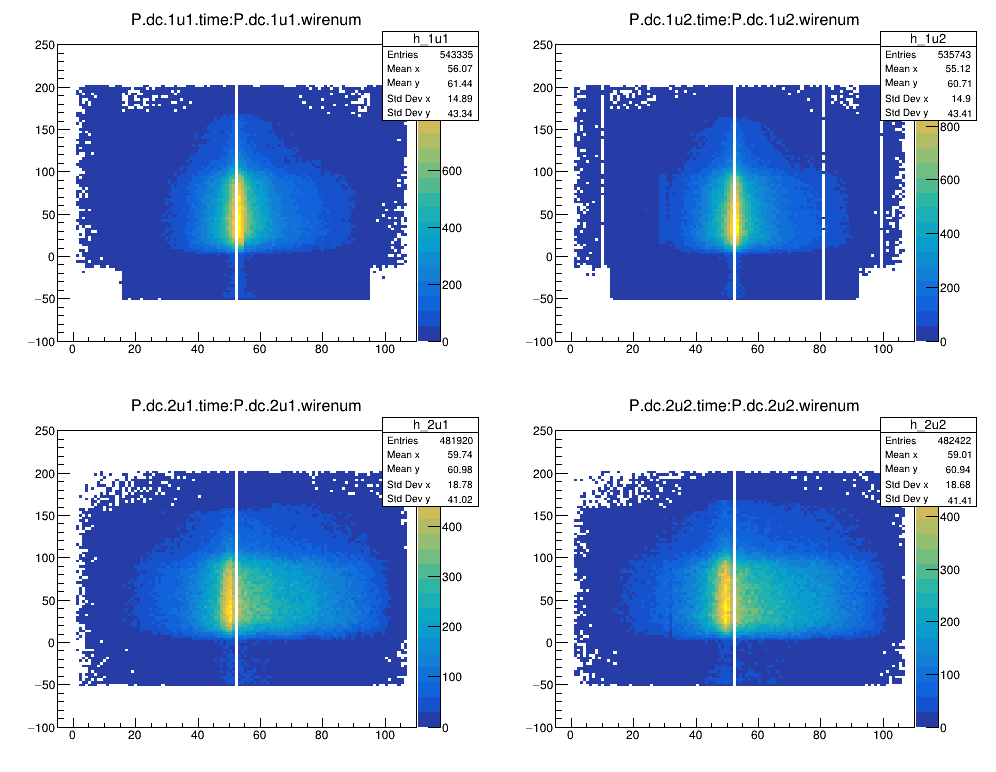 P.dc.1u1.time:P.dc.1u1.wirenum
h_1u1
Entries 543335
Mean x 56.07
Mean y 61.44
Std Dev x 14.89
Std Dev y 43.34
250
200
150
100
50
0
−50
−100
0 20 40 60 80 100
600
400
200
0
P.dc.1u2.time:P.dc.1u2.wirenum
h_1u2
Entries 535743
Mean x 55.12
Mean y 60.71
Std Dev x 14.9
Std Dev y 43.41
250
200
150
100
50
0
−50
−100
0 20 40 60 80 100
800
600
400
200
0
P.dc.2u1.time:P.dc.2u1.wirenum
h_2u1
Entries 481920
Mean x 59.74
Mean y 60.98
Std Dev x 18.78
Std Dev y 41.02
250
200
150
100
50
0
−50
−100
0 20 40 60 80 100
400
300
200
100
0
P.dc.2u2.time:P.dc.2u2.wirenum
h_2u2
Entries 482422
Mean x 59.01
Mean y 60.94
Std Dev x 18.68
Std Dev y 41.41
250
200
150
100
50
0
−50
−100
0 20 40 60 80 100
400
300
200
100
0